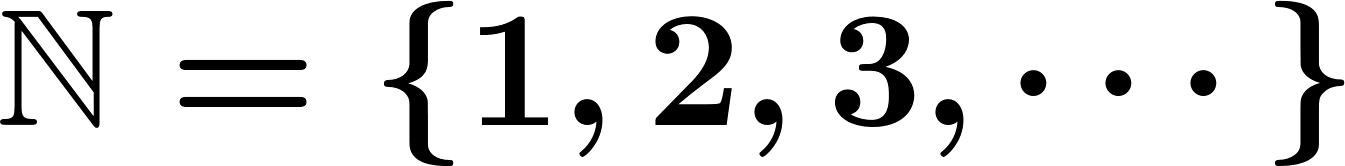 ℕ = {1, 2, 3, ⋯ }